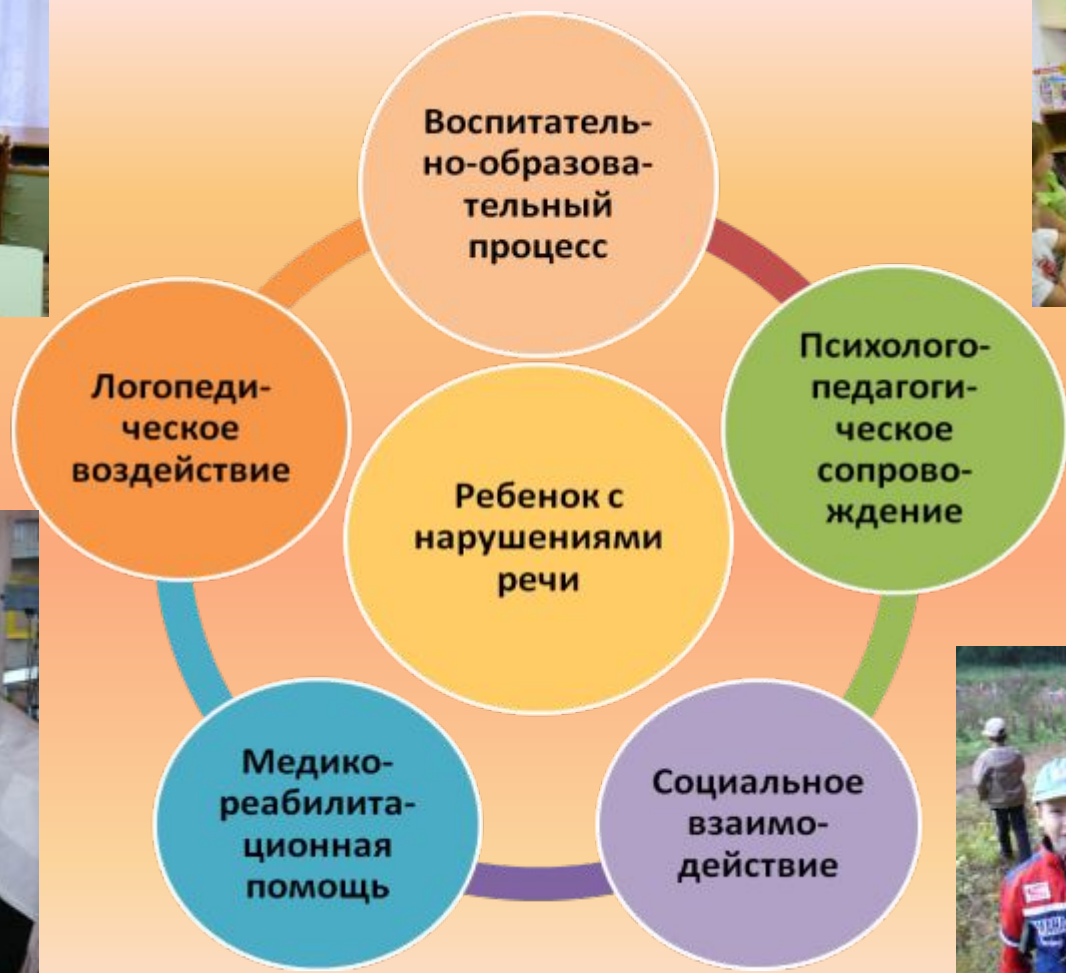 Воспитатель-
но-образова-
тельный
процесс
Психолого-
педагоги-
ческое
сопрово-
ждение
Логопеди-
ческое
воздействие
Ребенок с
нарушениями
речи
Медико-
реабилита-
ционная
помощь
Социальное
взаимо-
действие